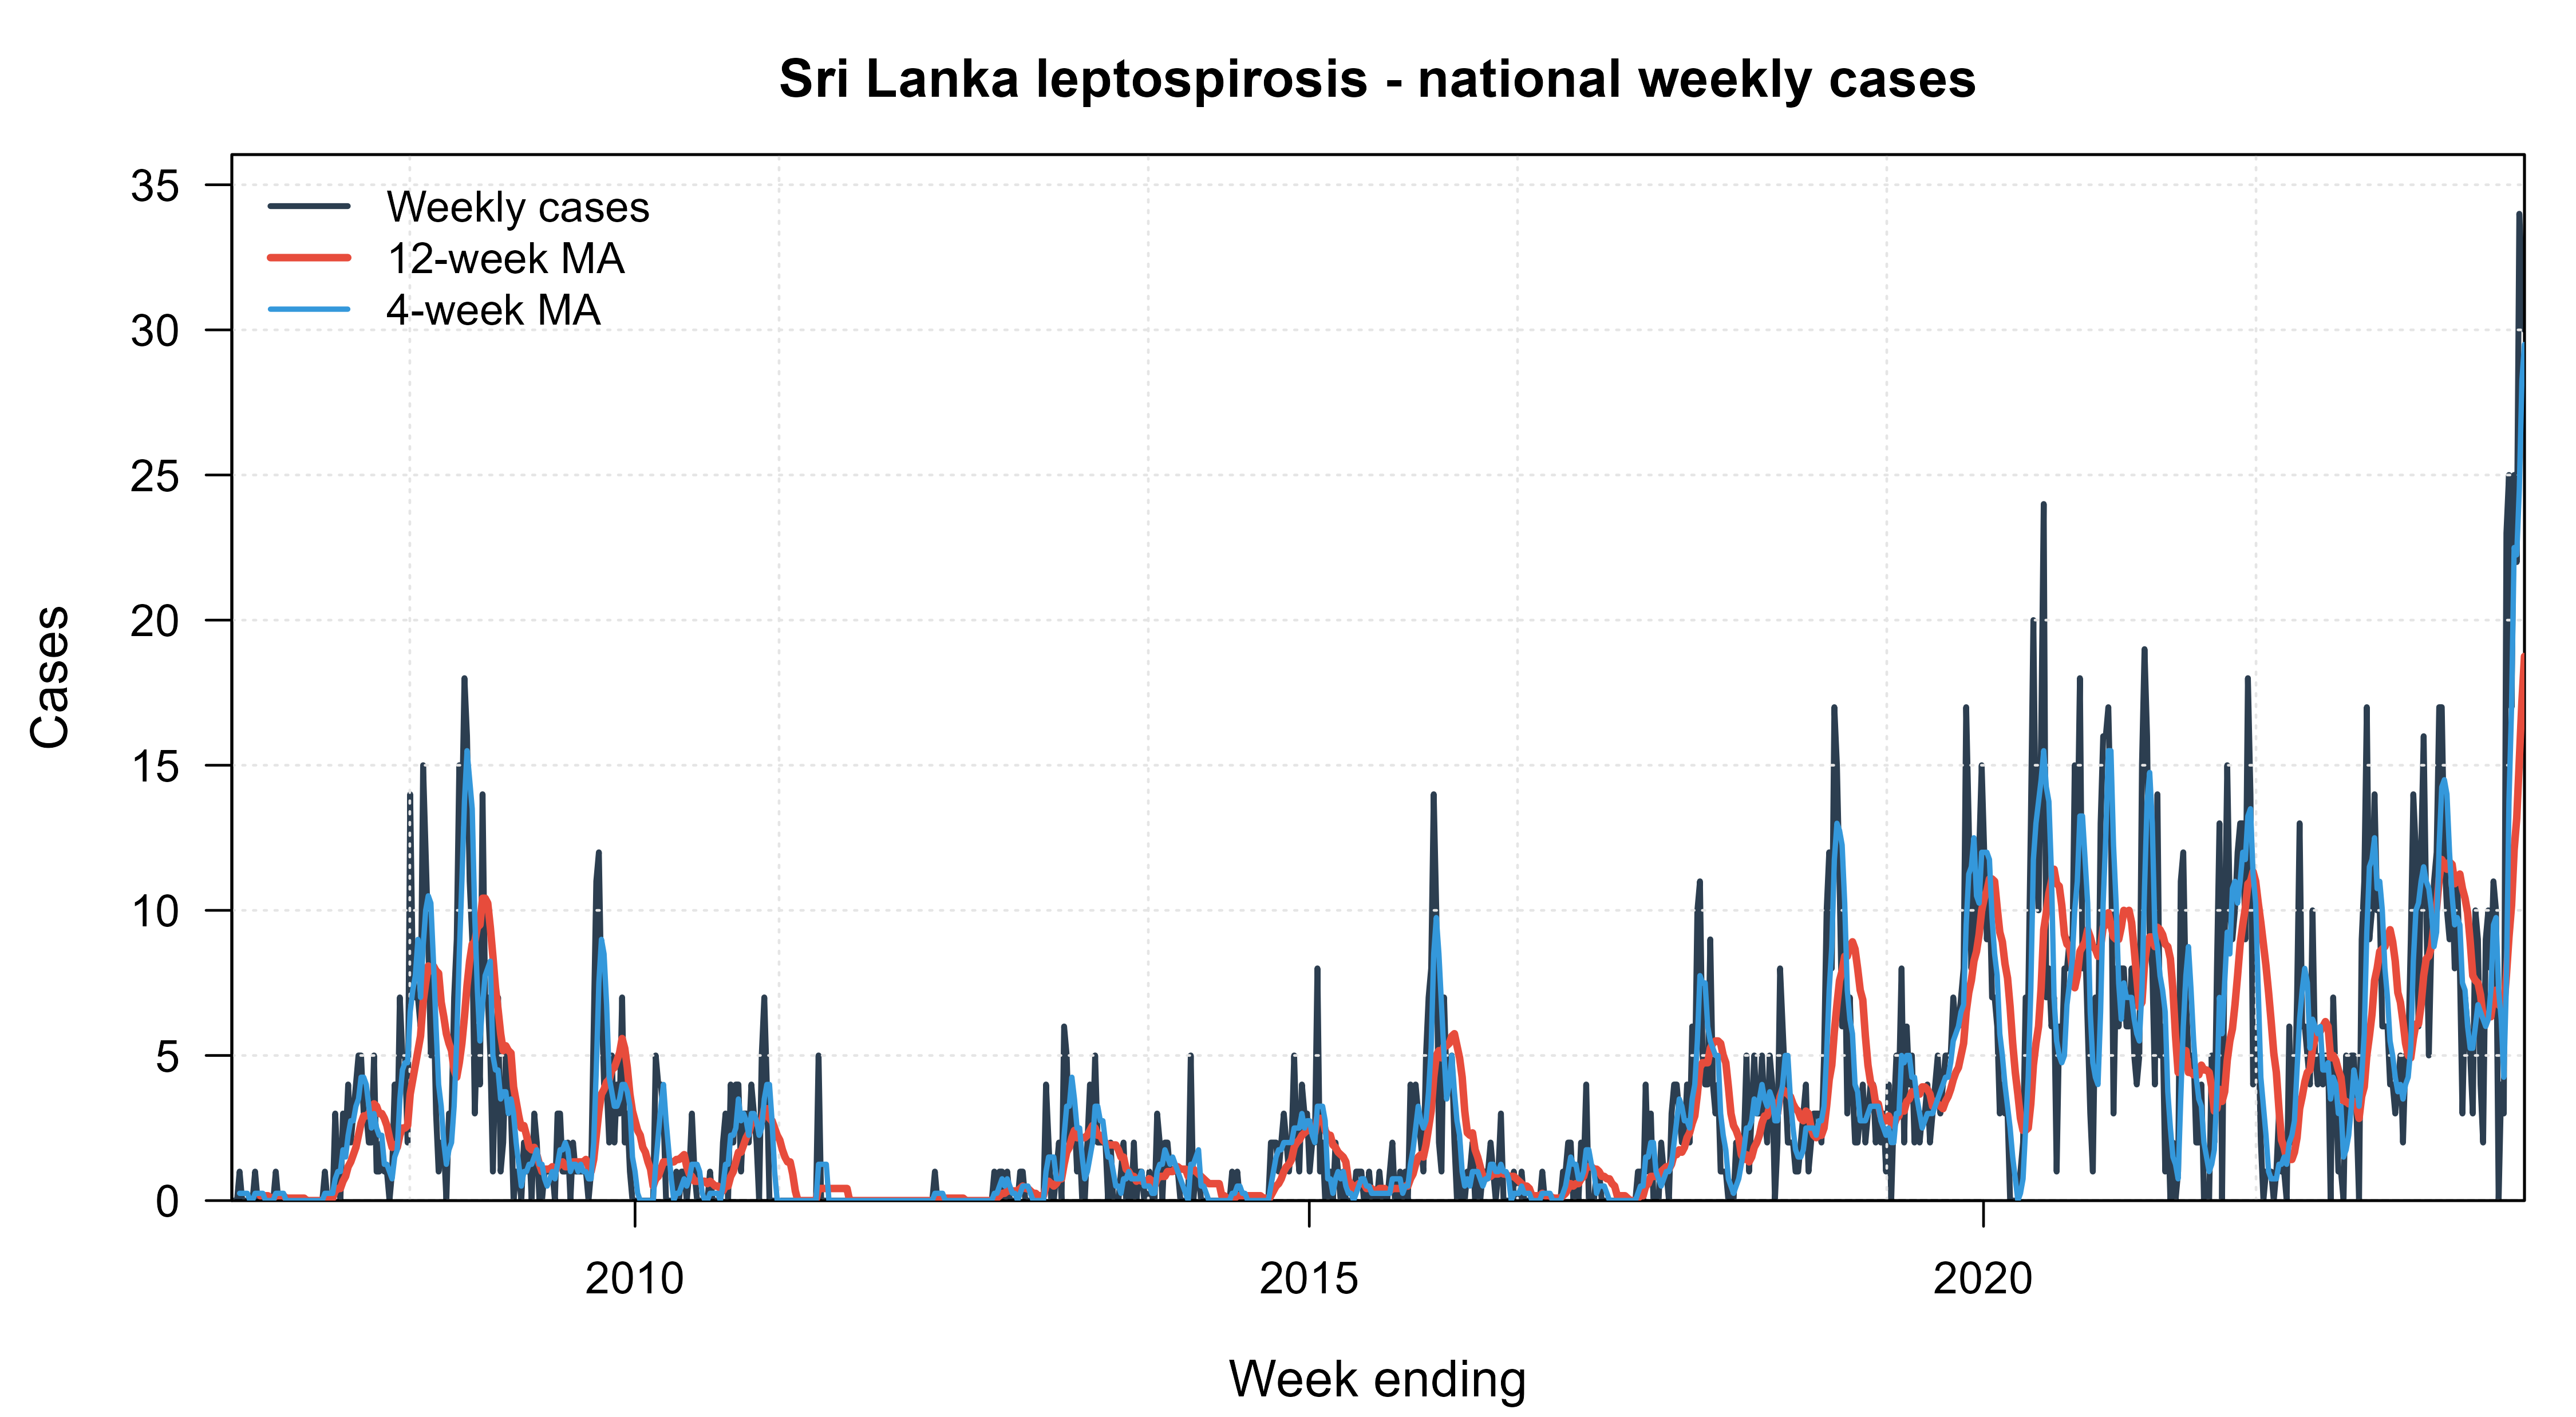 Sri Lanka leptospirosis - national weekly cases
35
30
25
20
15
10
5
0
Cases
Weekly cases
12-week MA
4-week MA
2010
2015
2020
Week ending